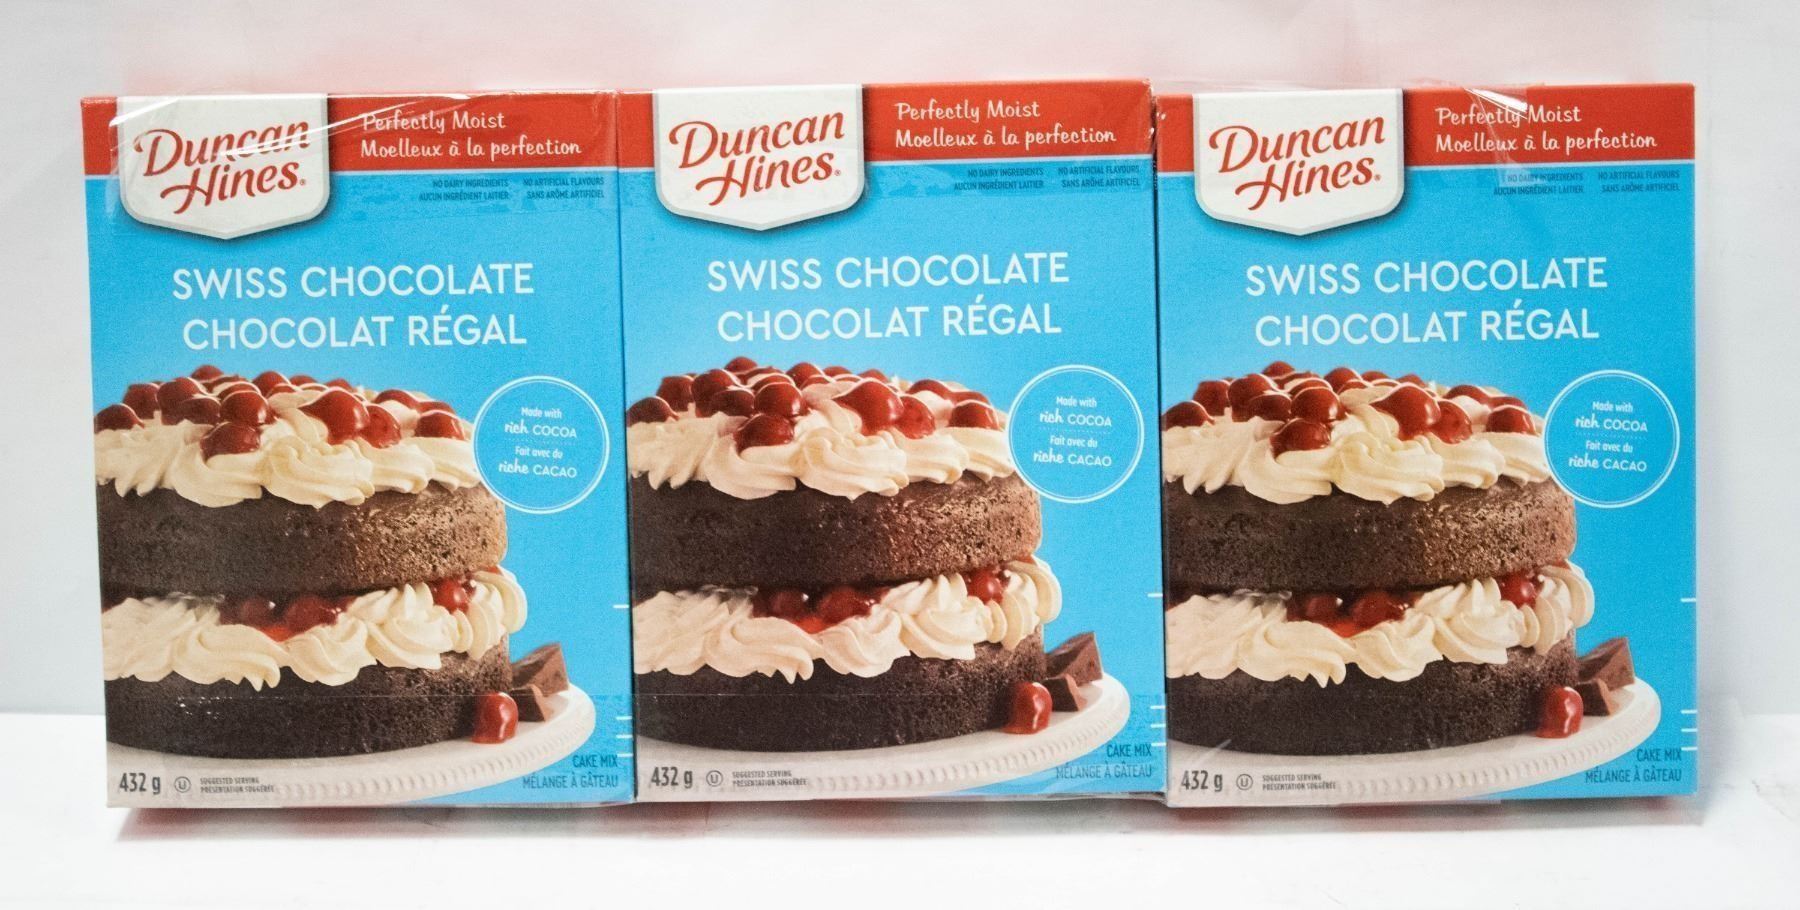 Duncan
Hines.
Perfectly Moist
Moelleux à la perfection
NO DAIRY INGREDIENTS
AUCUN INGRÉDIENT LAITIER
NO ARTIFICIAL FLAVOURS
SANS ARÔME ARTIFICIEL
SWISS CHOCOLATE
CHOCOLAT RÉGAL
Made with
rich COCOA
Fait avec du
riche CACAO
432 g
U
SUGGESTED SERVING
PRÉSENTATION SUGGÉRÉE
CAKE MIX
MÉLANGE À GÂTEAU
Duncan
Hines.
Perfectly Moist
Moelleux à la perfection
NO DAIRY INGREDIENTS
AUCUN INGRÉDIENT LAITIER
NO ARTIFICIAL FLAVOURS
SANS ARÔME ARTIFICIEL
SWISS CHOCOLATE
CHOCOLAT RÉGAL
Made with
rich COCOA
Fait avec du
riche CACAO
432 g
U
SUGGESTED SERVING
PRÉSENTATION SUGGÉRÉE
CAKE MIX
MÉLANGE À GÂTEAU
Duncan
Hines.
Perfectly Moist
Moelleux à la perfection
NO DAIRY INGREDIENTS
AUCUN INGRÉDIENT LAITIER
NO ARTIFICIAL FLAVOURS
SANS ARÔME ARTIFICIEL
SWISS CHOCOLATE
CHOCOLAT RÉGAL
Made with
rich COCOA
Fait avec du
riche CACAO
432 g
U
SUGGESTED SERVING
PRÉSENTATION SUGGÉRÉE
CAKE MIX
MÉLANGE À GÂTEAU